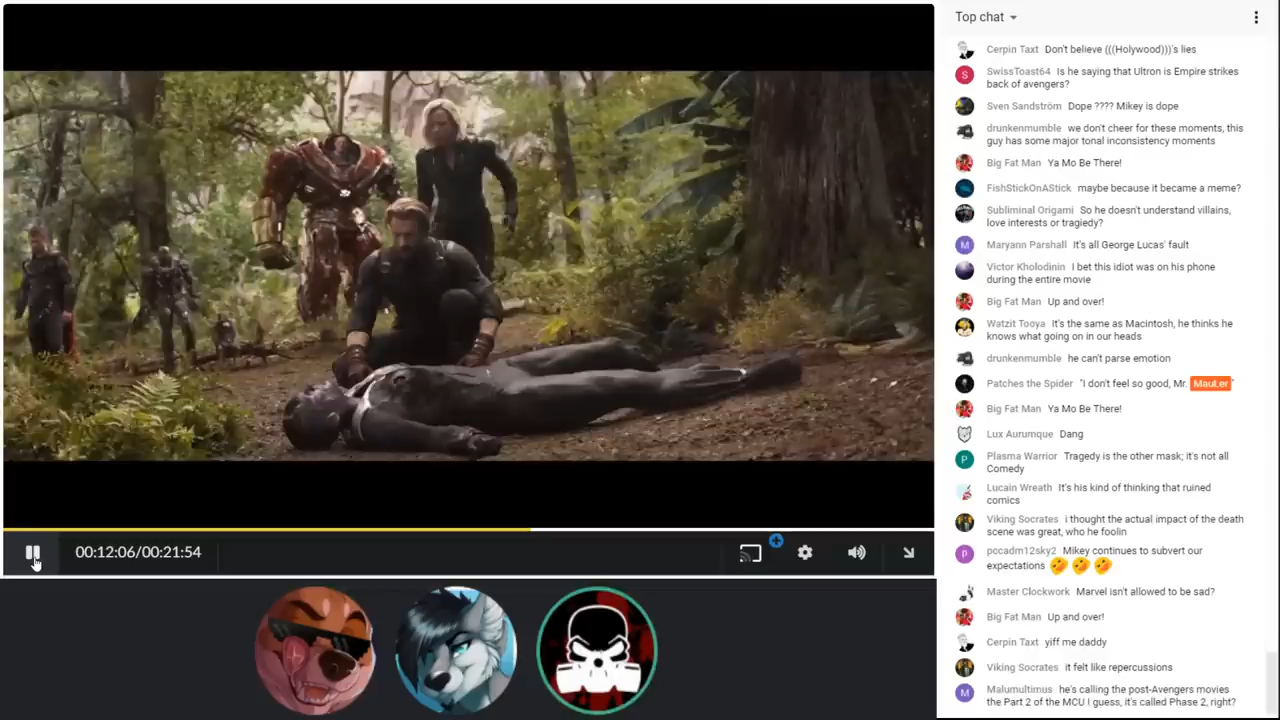 Top chat
Cerpin Taxt Don't believe (((Holywood)))'s lies
S
SwissToast64 Is he saying that Ultron is Empire strikes
back of avengers?
Sven Sandström Dope ???? Mikey is dope
drunkenmumble we don't cheer for these moments, this
guy has some major tonal inconsistency moments
Big Fat Man Ya Mo Be There!
FishStickOnAStick maybe because it became a meme?
Subliminal Origami So he doesn't understand villains,
love interests or tragiedy?
M
Maryann Parshall It's all George Lucas' fault
Victor Kholodinin I bet this idiot was on his phone
during the entire movie
Big Fat Man Up and over!
Watzit Tooya It's the same as Macintosh, he thinks he
knows what going on in our heads
drunkenmumble he can't parse emotion
Patches the Spider "I don't feel so good, Mr. MauLer "
Big Fat Man Ya Mo Be There!
Lux Aurumque Dang
P
Plasma Warrior Tragedy is the other mask; it's not all
Comedy
Lucain Wreath It's his kind of thinking that ruined
comics
Viking Socrates i thought the actual impact of the death
scene was great, who he foolin
p
pccadm12sky2 Mikey continues to subvert our
expectations
Master Clockwork Marvel isn't allowed to be sad?
Big Fat Man Up and over!
Cerpin Taxt yiff me daddy
Viking Socrates it felt like repercussions
M
Malumultimus he's calling the post-Avengers movies
the Part 2 of the MCU I guess, it's called Phase 2, right?
00:12:06/00:21:54